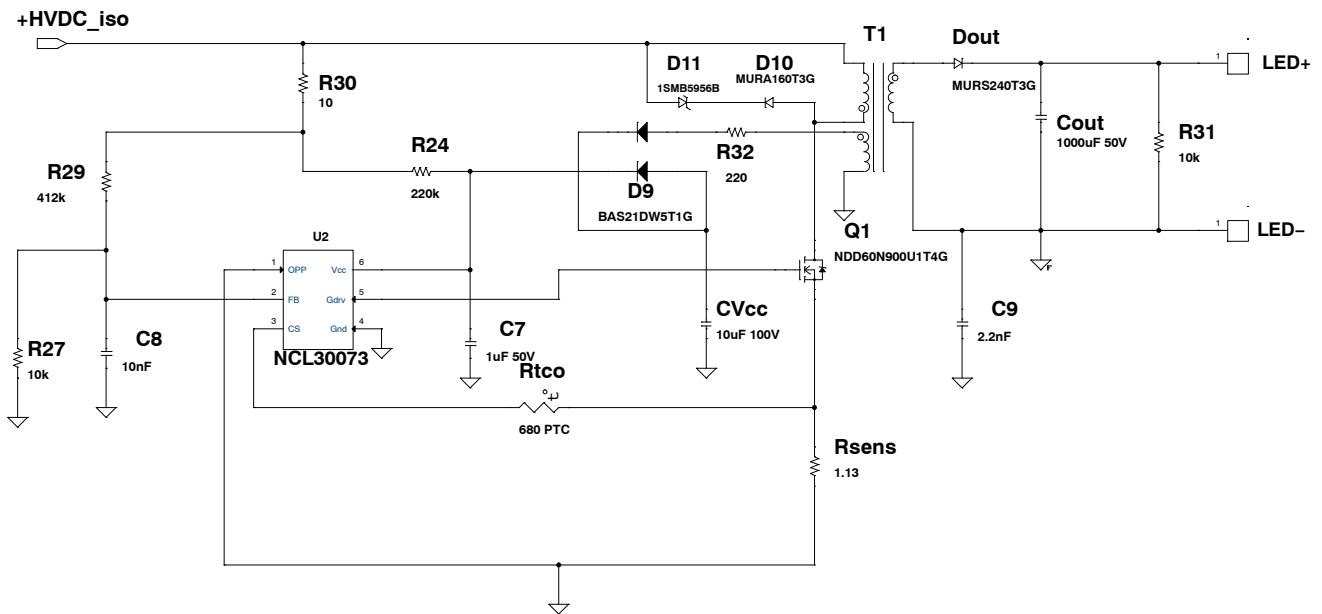 +HVDC_iso
T1
Dout
MURS240T3G
1
LED+
R30
10
D11
1SMB5956B
D10
MURA160T3G
Cout
1000uF 50V
R31
10k
R29
412k
R24
220k
R32
220
D9
BAS21DW5T1G
Q1
NDD60N900U1T4G
1
LED–
U2
1
OPP
Vcc
6
2
FB
Gdrv
5
3
CS
Gnd
4
NCL30073
F
R27
10k
C8
10nF
C7
1uF 50V
CVcc
10uF 100V
C9
2.2nF
Rtco
t
680 PTC
Rsens
1.13